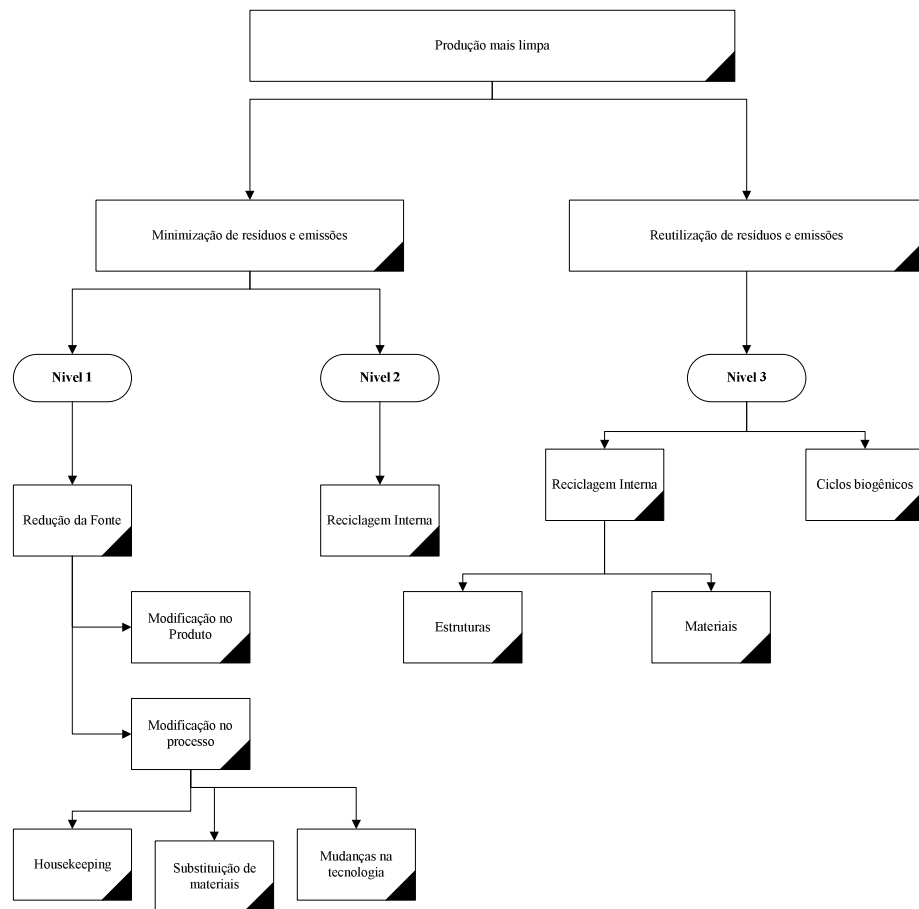 Produção mais limpa
Minimização de resíduos e emissões
Reutilização de resíduos e emissões
Nivel 1
Nivel 2
Nivel 3
Redução da Fonte
Reciclagem Interna
Reciclagem Interna
Ciclos biogênicos
Modificação no
Produto
Estruturas
Materiais
Modificação no
processo
Housekeeping
Substituição de
materiais
Mudanças na
tecnologia